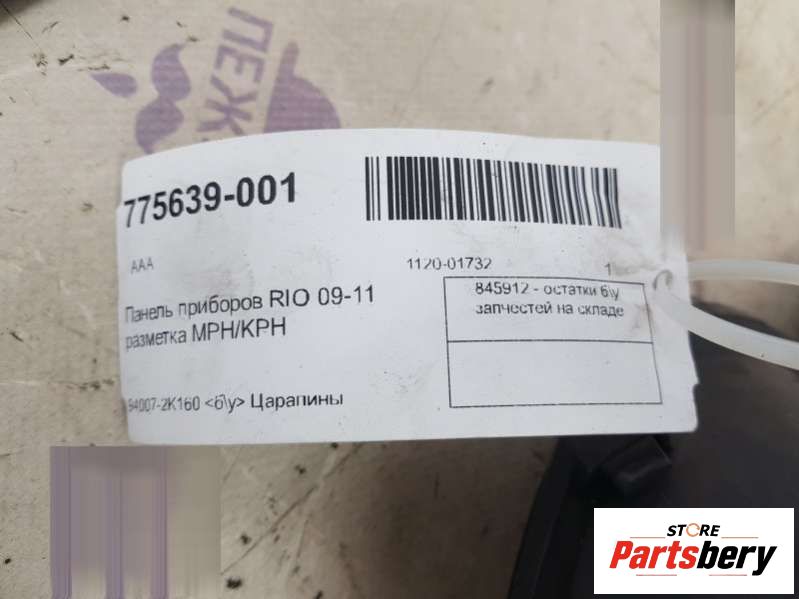 775639-001
AAA
1120-01732 1
Панель приборов RIO 09-11
разметка MPH/KPH
845912 - остатки б\у
запчестей на складе
94007-2K160 <б\у> Царапины
STORE
Partsbery